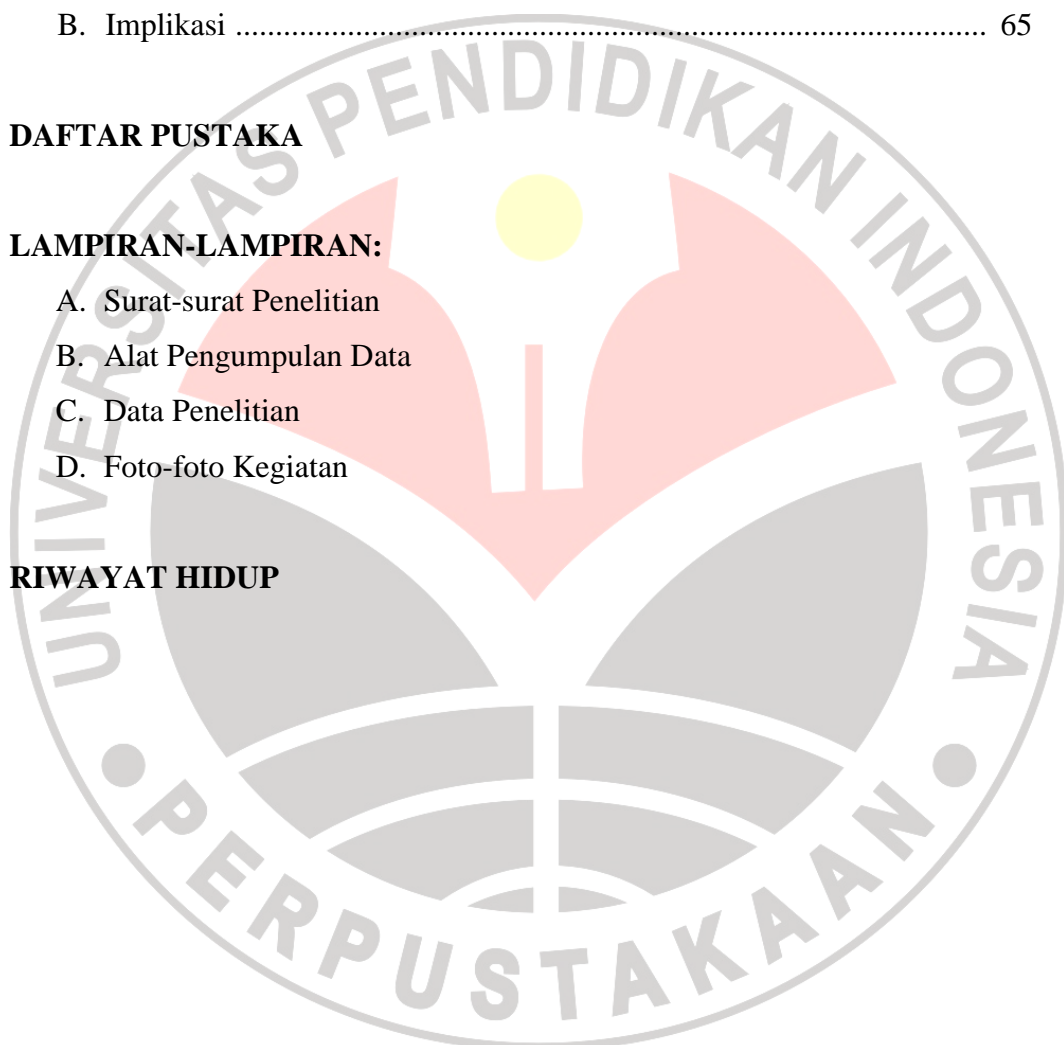 B. Implikasi ................................................................................................ 65
DAFTAR PUSTAKA
LAMPIRAN-LAMPIRAN:
A. Surat-surat Penelitian
B. Alat Pengumpulan Data
C. Data Penelitian
D. Foto-foto Kegiatan
RIWAYAT HIDUP
UNIVERSITAS PENDIDIKAN INDONESIA
PERPUSTAKAAN